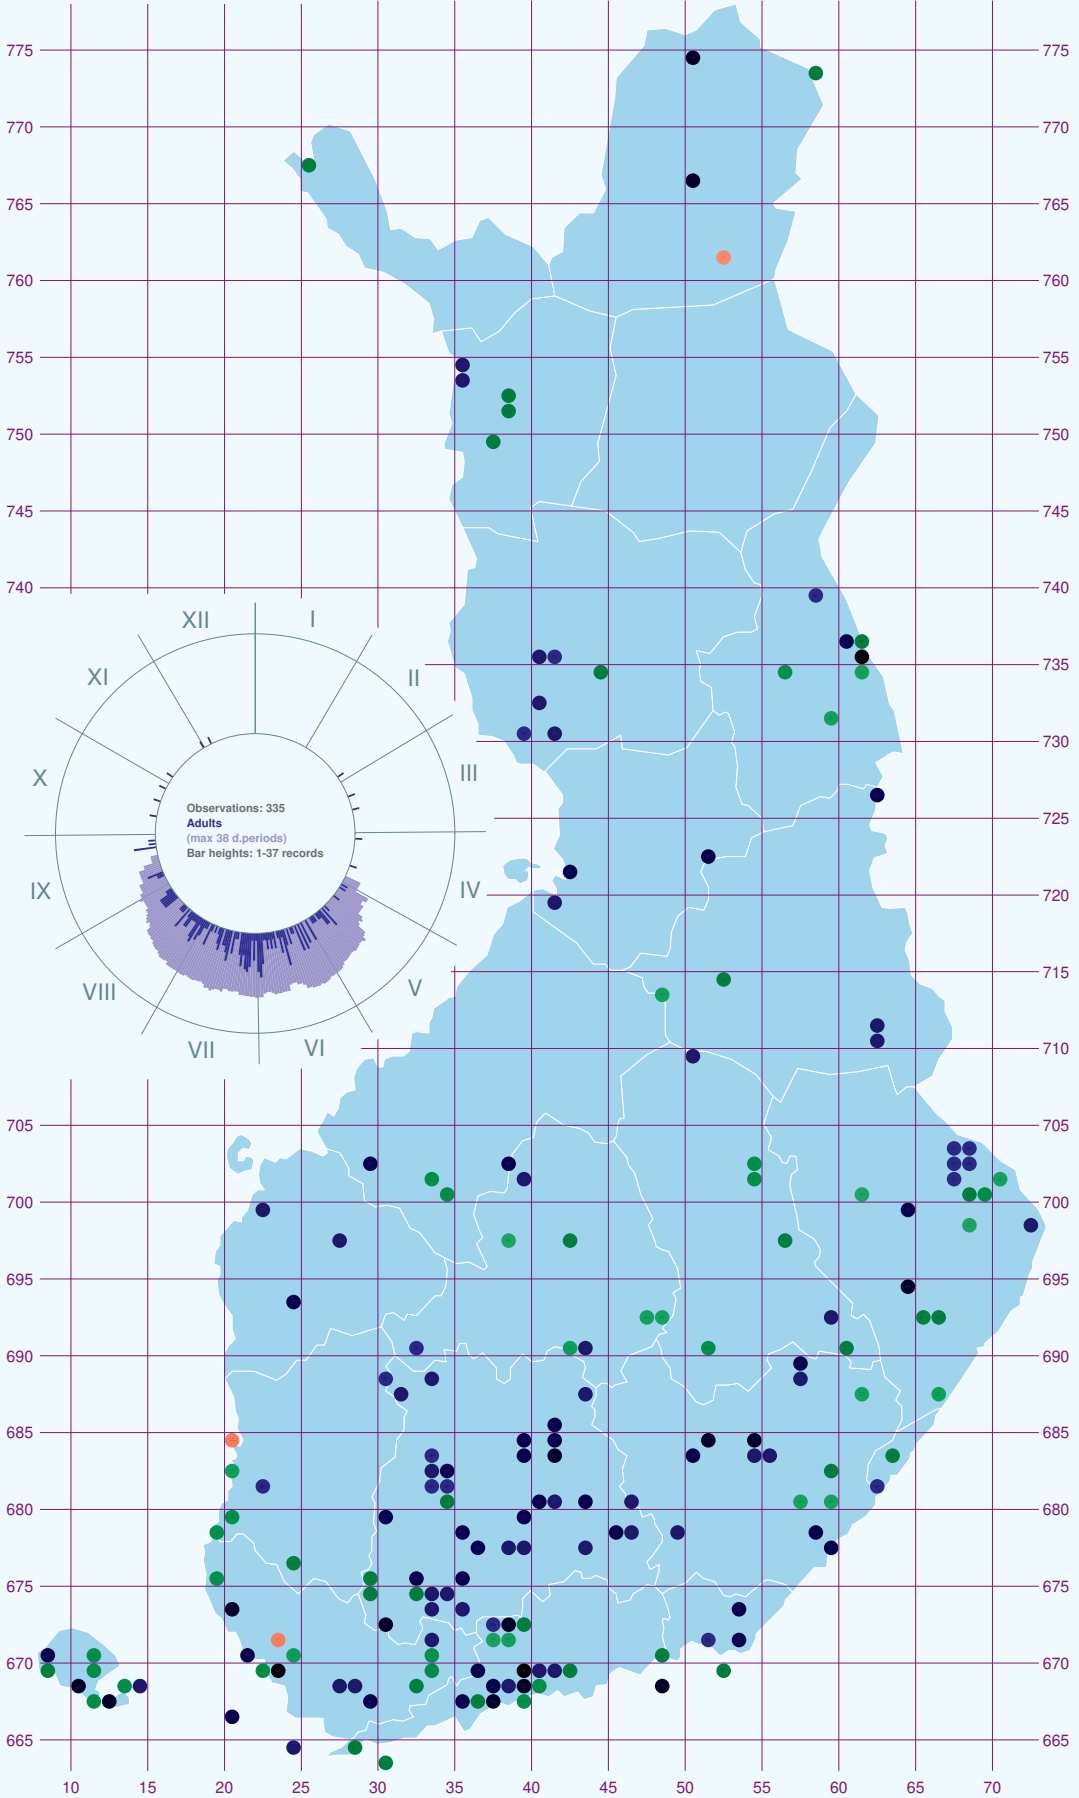 775 775
770 770
765 765
760 760
755 755
750 750
745 745
740 740
XII I
XI II
735
730
X III
Observations: 335
Adults
(max 38 d.periods)
Bar heights: 1-37 records
725
IX IV
720
VIII V
715
VII VI
710
705 705
700 700
695 695
690 690
685 685
680 680
675 675
670 670
665 665
10 15 20 25 30 35 40 45 50 55 60 65 70